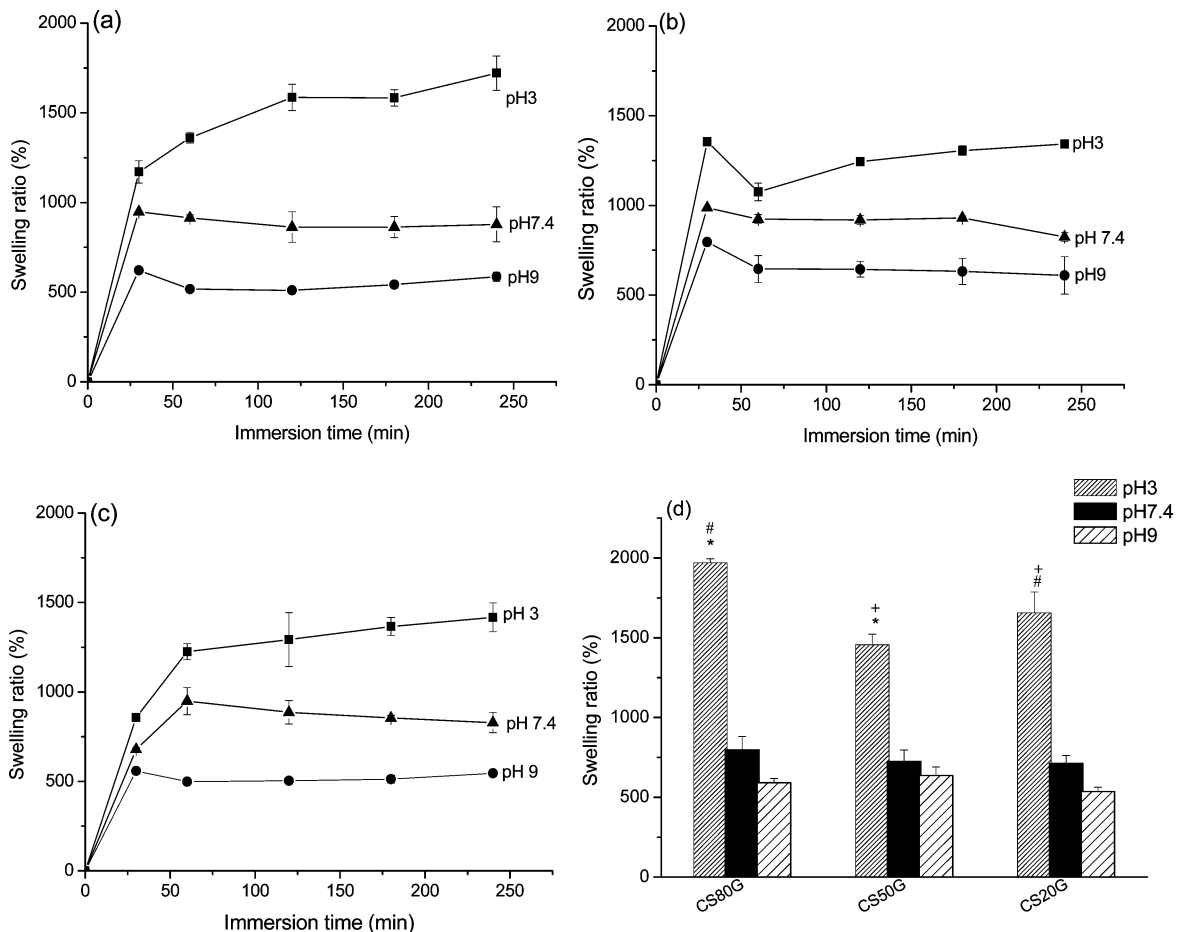 (a)
2000
1500
1000
500
0
Swelling ratio (%)
pH3
pH7.4
pH9
0 50 100 150 200 250
Immersion time (min)
(b)
2000
1500
1000
500
0
Swelling ratio (%)
pH3
pH 7.4
pH9
0 50 100 150 200 250
Immersion time (min)
(c)
2000
1500
1000
500
0
Swelling ratio (%)
pH 3
pH 7.4
pH 9
0 50 100 150 200 250
Immersion time (min)
(d)
pH3
pH7.4
pH9
2000
1500
1000
500
0
Swelling ratio (%)
#
*
+
*
+
#
CS80G CS50G CS20G